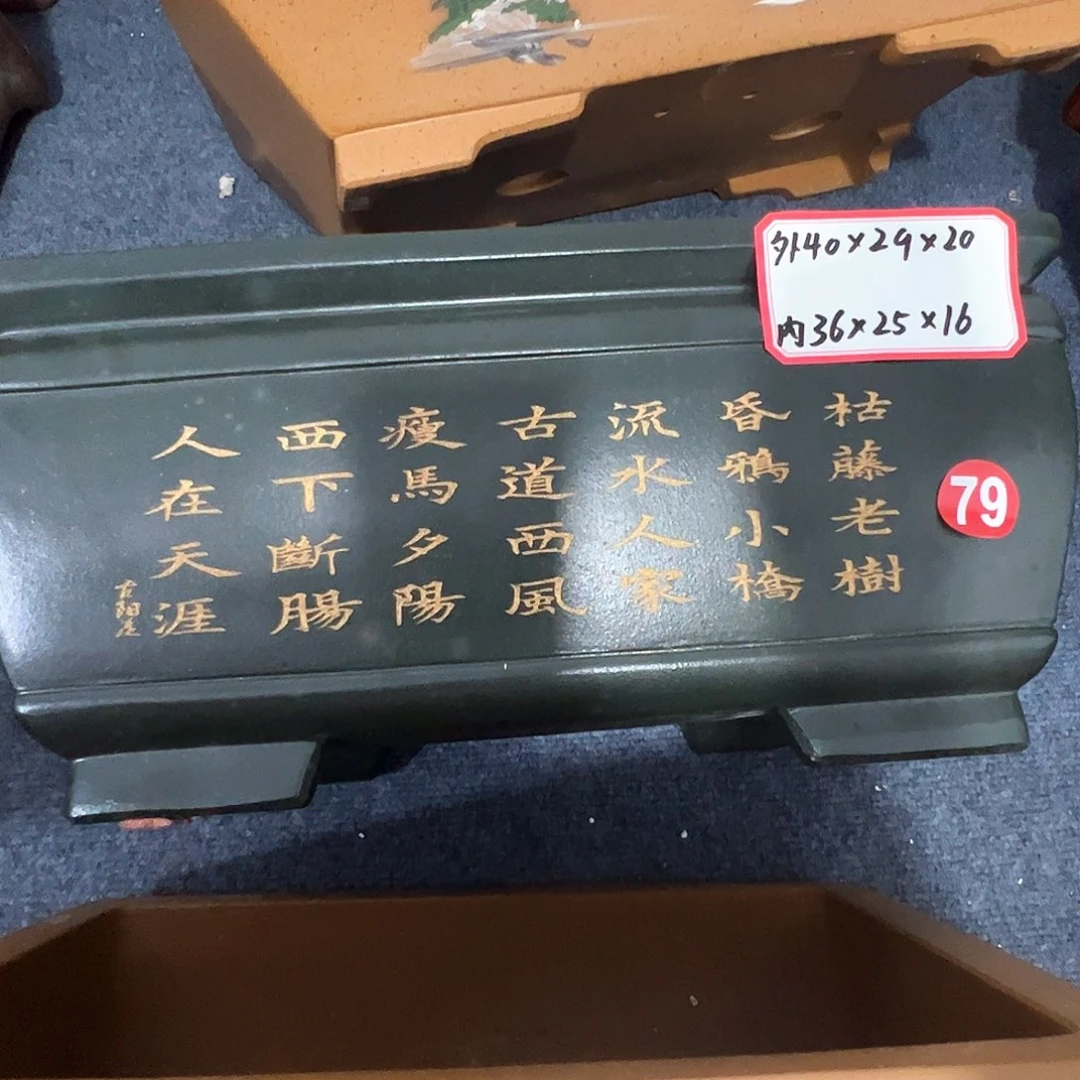 外40×29×20
内36×25×16
79
枯藤老樹
昏鴉小橋
流水人家
古道西風
瘦馬夕陽
西下斷腸
人在天涯